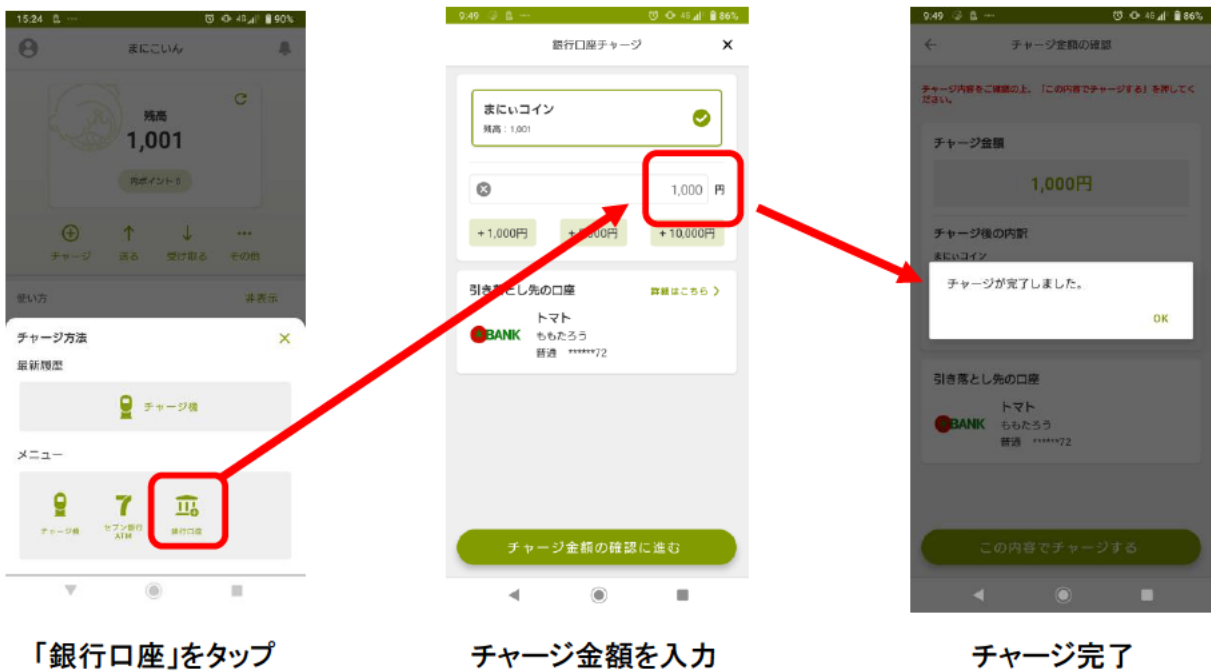 15:24
4G
90%
まにこいん
残高
1,001
チャージ
送る
受け取る
その他
使い方
非表示
チャージ方法
最新履歴
チャージ機
メニュー
チャージ機
セブン銀行
ATM
銀行口座
「銀行口座」をタップ
9:49
4G
86%
銀行口座チャージ
まにぃコイン
残高:1,001
1,000 円
+1,000円
000円
+10,000円
引き落とし先の口座
詳細はこちら
トマト
BANK
ももたろう
普通 ******72
チャージ金額の確認に進む
チャージ金額を入力
9:49
4G
86%
チャージ金額の確認
チャージ内容をご確認の上、「この内容でチャージする」を押してく
ださい。
チャージ金額
1,000円
チャージ後の内訳
まにぃコイン
チャージが完了しました。
OK
引き落とし先の口座
トマト
BANK
ももたろう
普通 ******72
この内容でチャージする
チャージ完了